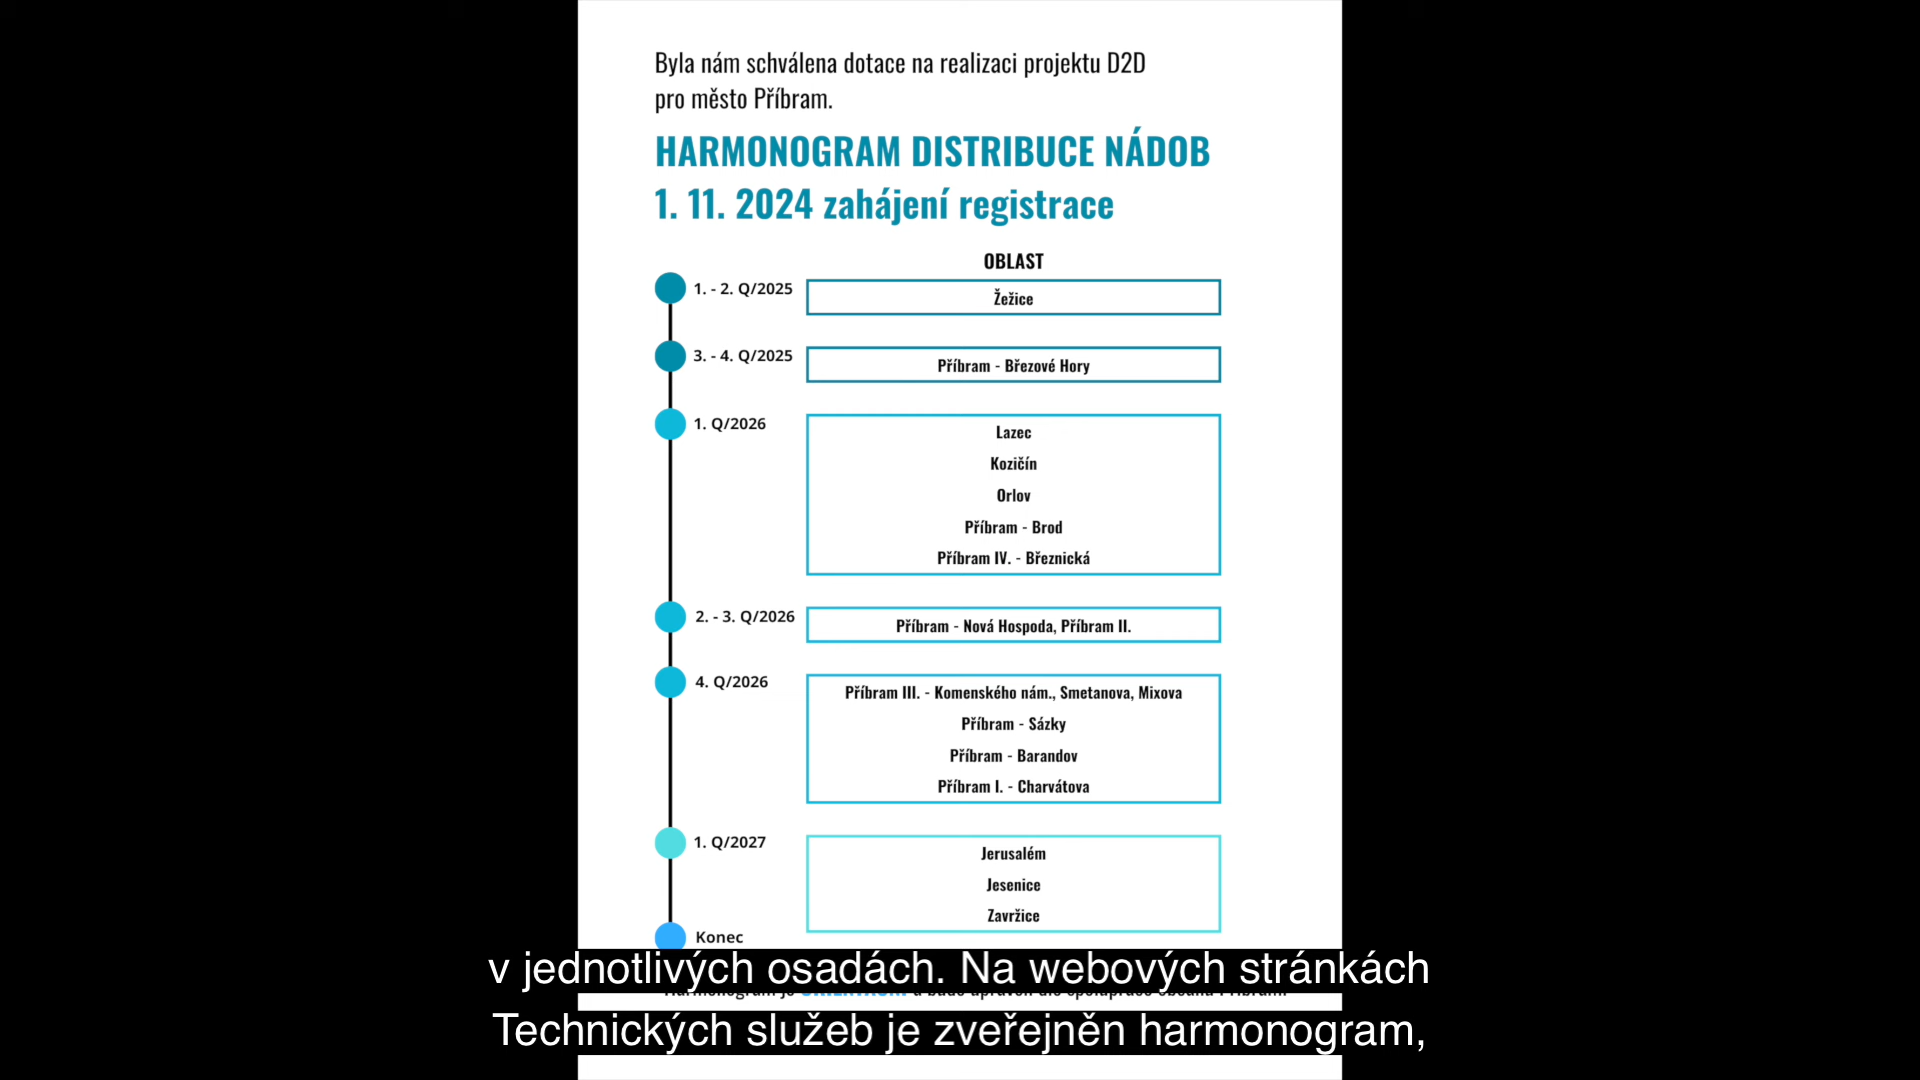 Byla nám schválena dotace na realizaci projektu D2D
pro město Příbram.
HARMONOGRAM DISTRIBUCE NÁDOB
1. 11. 2024 zahájení registrace
OBLAST
1. - 2. Q/2025
Žežice
3. - 4. Q/2025
Příbram - Březové Hory
1. Q/2026
Lazec
Kozičín
Orlov
Příbram - Brod
Příbram IV. - Březnická
2. - 3. Q/2026
Příbram - Nová Hospoda, Příbram II.
4. Q/2026
Příbram III. - Komenského nám., Smetanova, Mixova
Příbram - Sázky
Příbram - Barandov
Příbram I. - Charvátova
1. Q/2027
Jerusalém
Jesenice
Zavržice
Konec
v jednotlivých osadách. Na webových stránkách
Technických služeb je zveřejněn harmonogram,